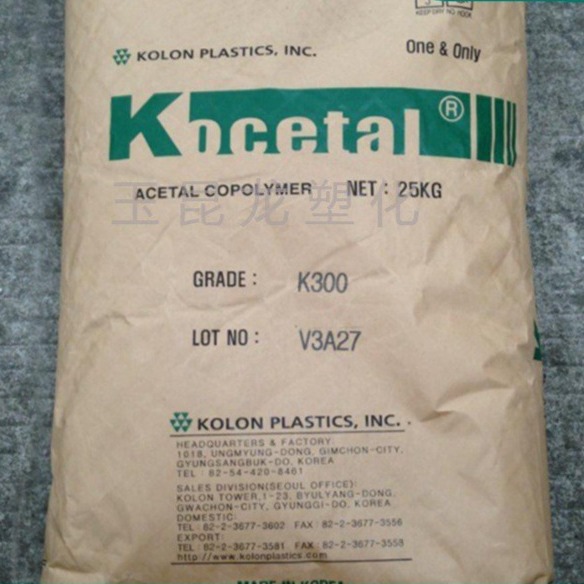 KEEP DRY NO HOOK
KOLON PLASTICS, INC.
One & Only
Kocetal®
ACETAL COPOLYMER NET : 25KG
玉昆龙塑化
GRADE : K300
LOT NO : V3A27
KOLON PLASTICS, INC.
HEADQUARTERS & FACTORY:
1018, UNGMYUNG-DONG, GIMCHON-CITY,
GYUNGSANGBUK-DO, KOREA
TEL : 82-54-420-8461
SALES DIVISION(SEOUL OFFICE):
KOLON TOWER,1-23, BYULYANG-DONG,
GWACHON-CITY, GYUNGGI-DO, KOREA
DOMESTIC:
TEL : 82-2-3677-3602 FAX : 82-2-3677-3556
EXPORT:
TEL : 82-2-3677-3581 FAX : 82-2-3677-3558
http://www.kolonplastics.com
MADE IN KOREA